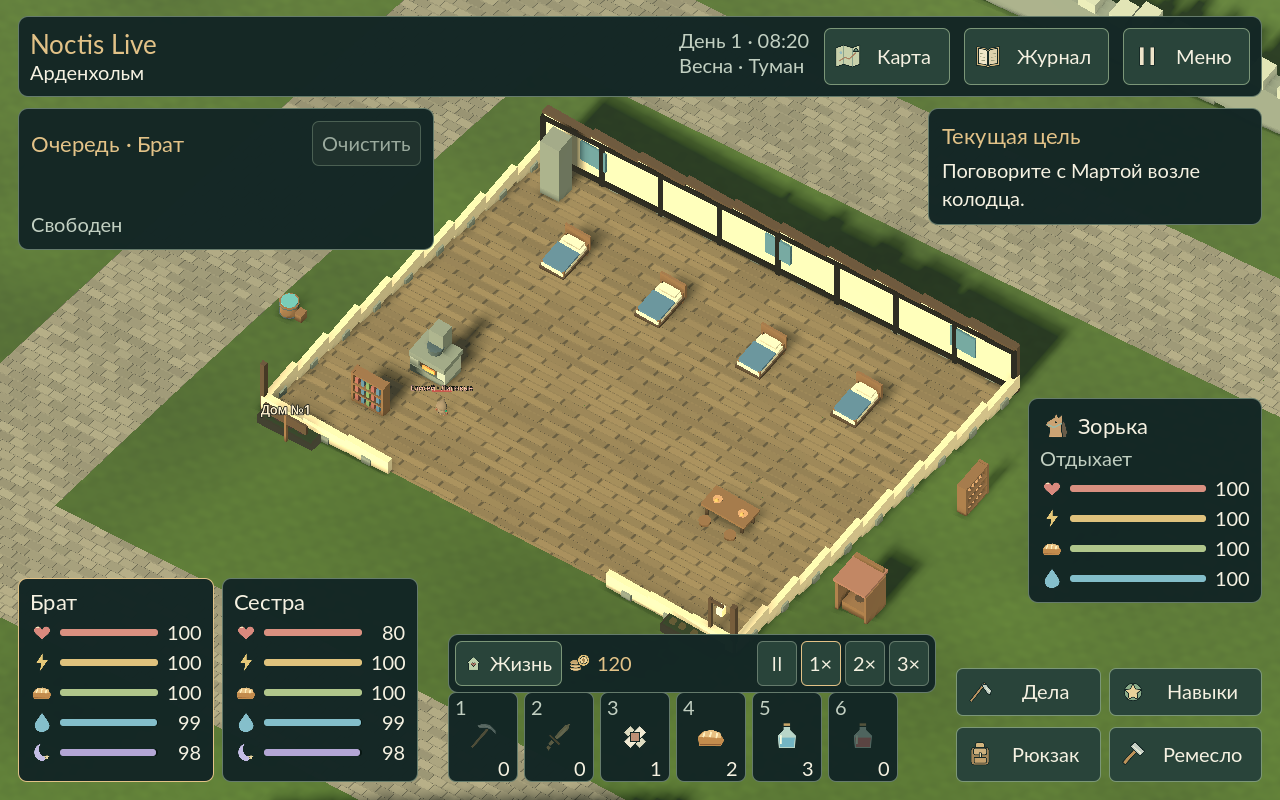 Noctis Live
Арденхольм
День 1 · 08:20
Весна · Туман
Карта
Журнал
Меню
Очередь · Брат
Очистить
Свободен
Текущая цель
Поговорите с Мартой возле
колодца.
Дом №1
Зорька
Отдыхает
100
100
100
100
Брат
100
100
100
99
98
Сестра
80
100
100
99
98
Жизнь
120
1×
2×
3×
1
0
2
0
3
1
4
2
5
3
6
0
Дела
Навыки
Рюкзак
Ремесло